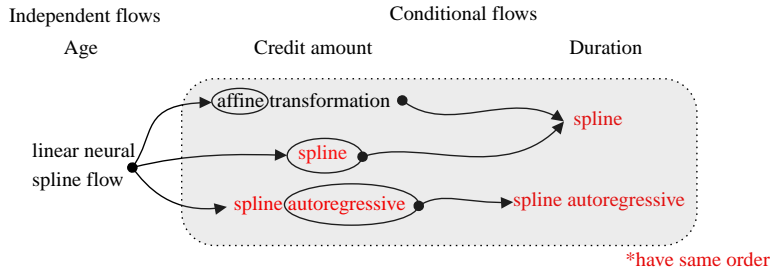 Independent flows
Conditional flows
Age
Credit amount
Duration
affine transformation
spline
linear neural
spline flow
spline
spline autoregressive
spline autoregressive
*have same order